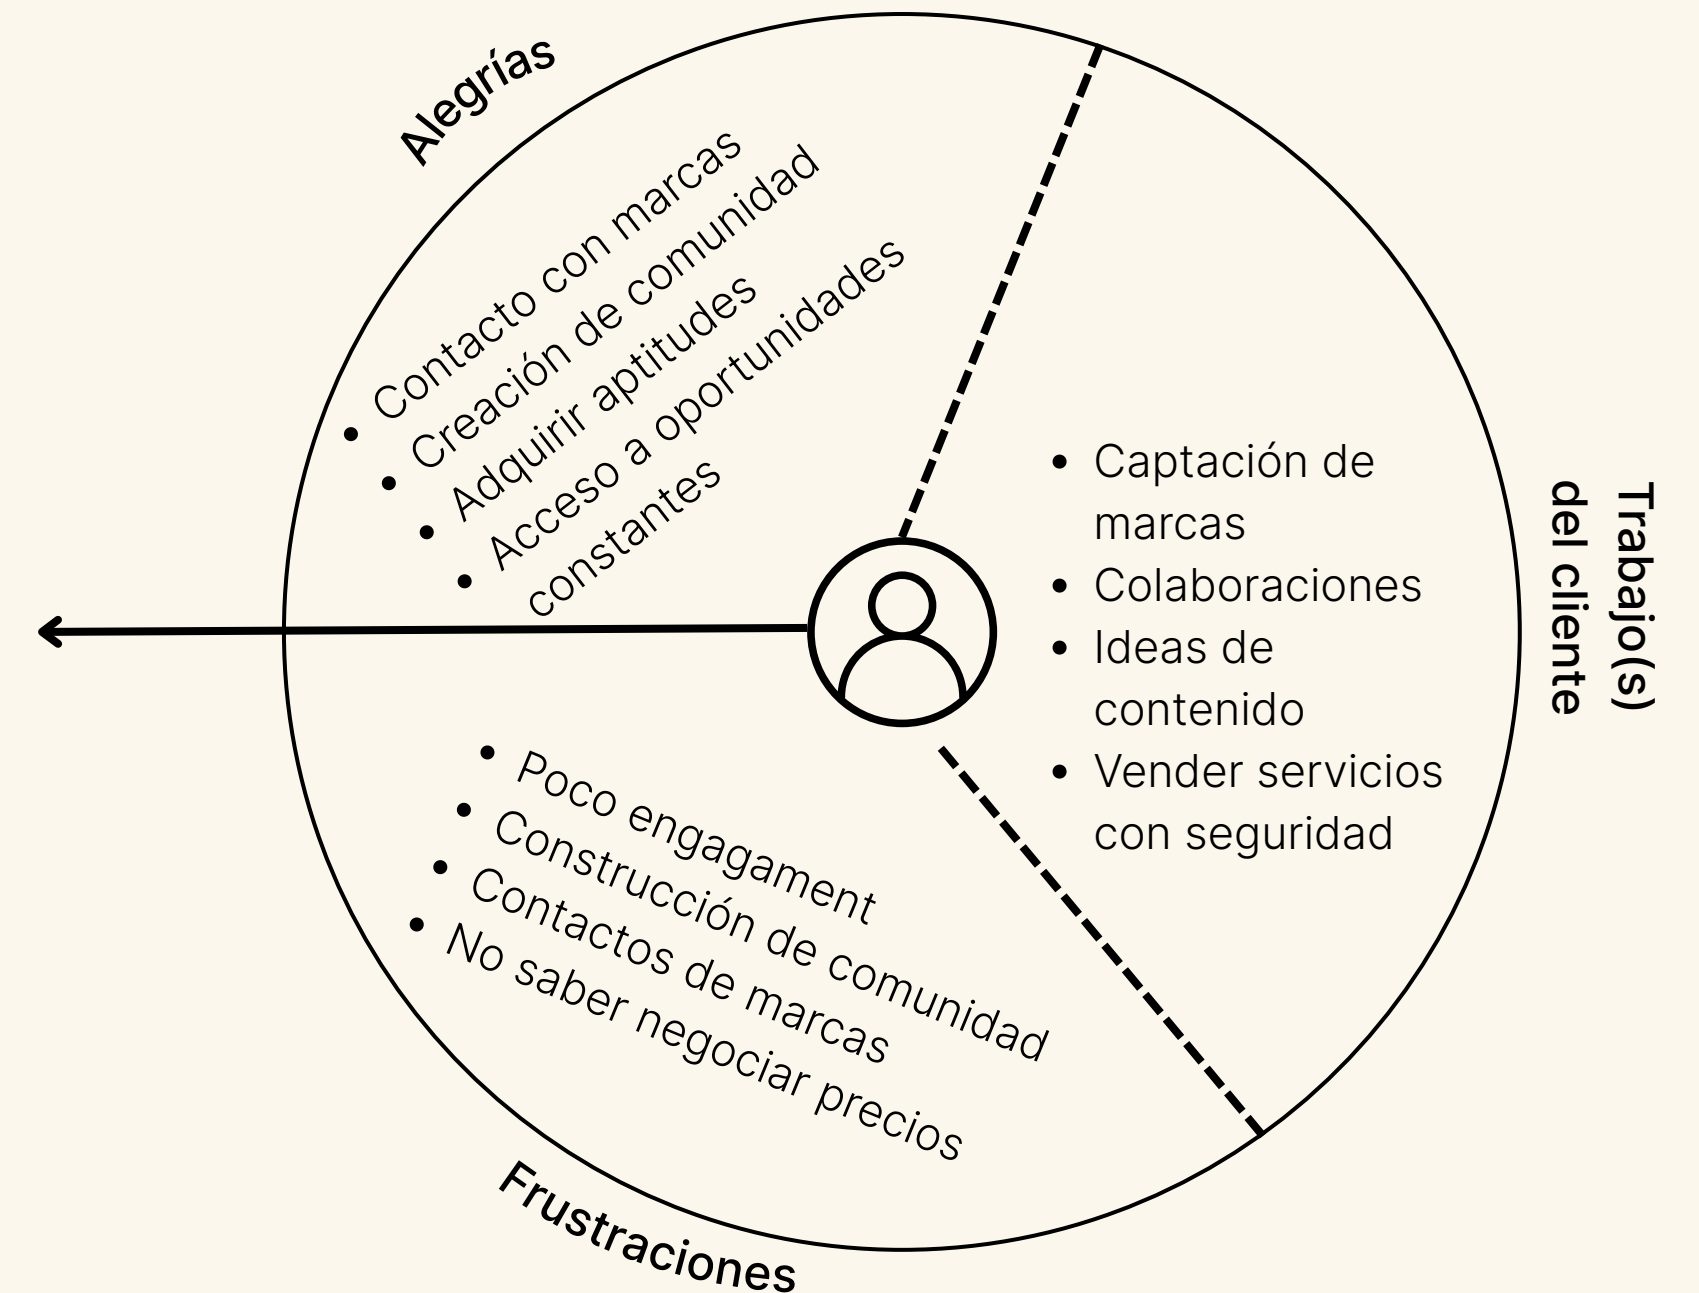 Alegrías
• Contacto con marcas
• Creación de comunidad
• Adquirir aptitudes
• Acceso a oportunidades
constantes
• Captación de
marcas
• Colaboraciones
• Ideas de
contenido
• Vender servicios
con seguridad
Trabajo(s)
del cliente
• Poco engagament
• Construcción de comunidad
• Contactos de marcas
• No saber negociar precios
Frustraciones